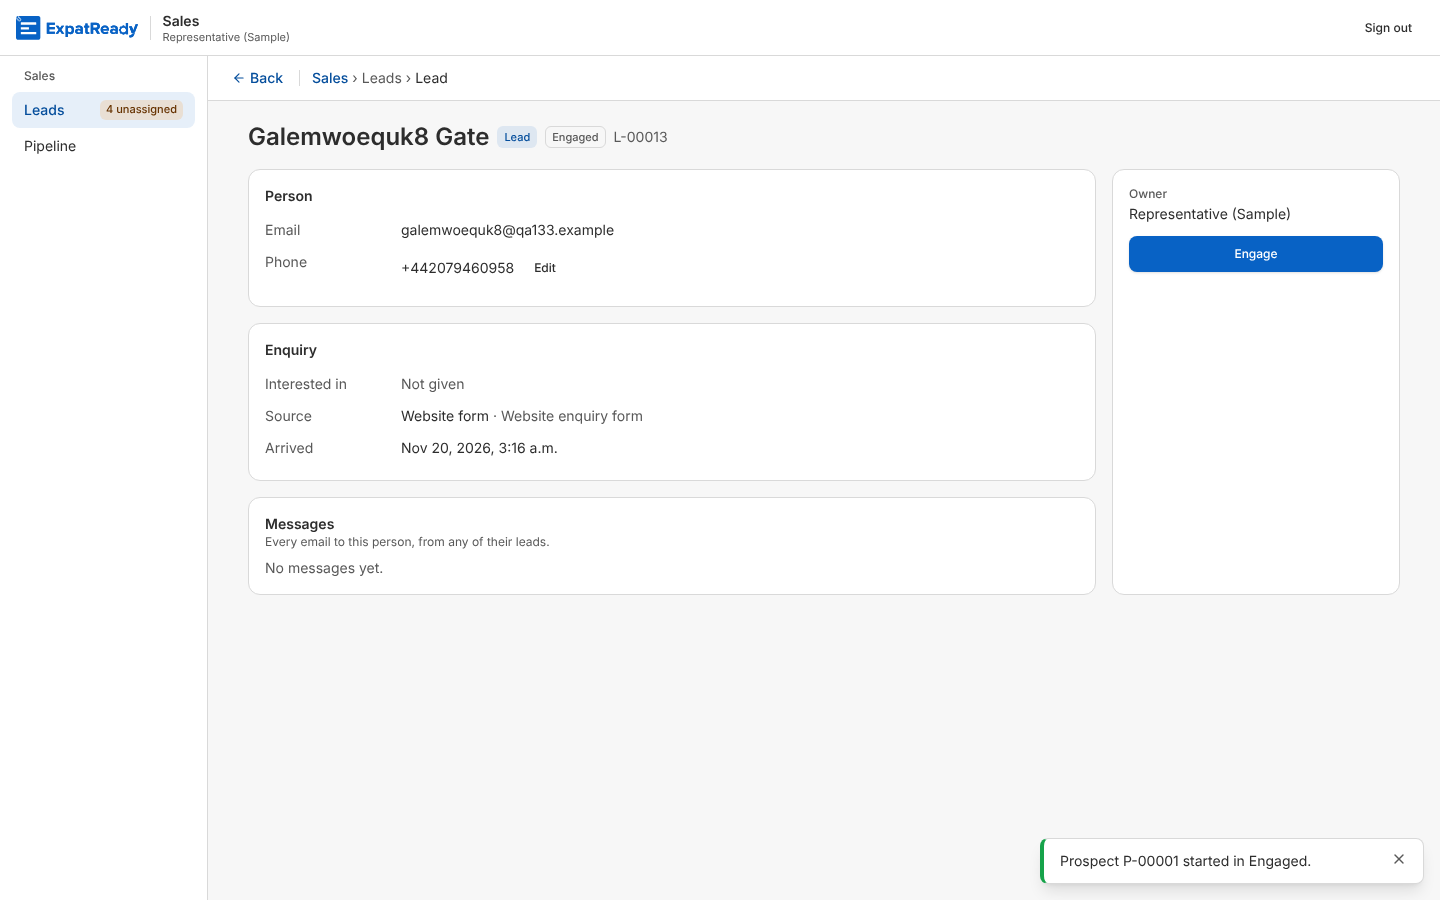 ExpatReady
Sales
Representative (Sample)
Sign out
Sales
Leads 4 unassigned
Pipeline
← Back Sales › Leads › Lead
Galemwoequk8 Gate Lead Engaged L-00013
Person
Email galemwoequk8@qa133.example
Phone +442079460958 Edit
Enquiry
Interested in Not given
Source Website form · Website enquiry form
Arrived Nov 20, 2026, 3:16 a.m.
Messages
Every email to this person, from any of their leads.
No messages yet.
Owner
Representative (Sample)
Engage
Prospect P-00001 started in Engaged.